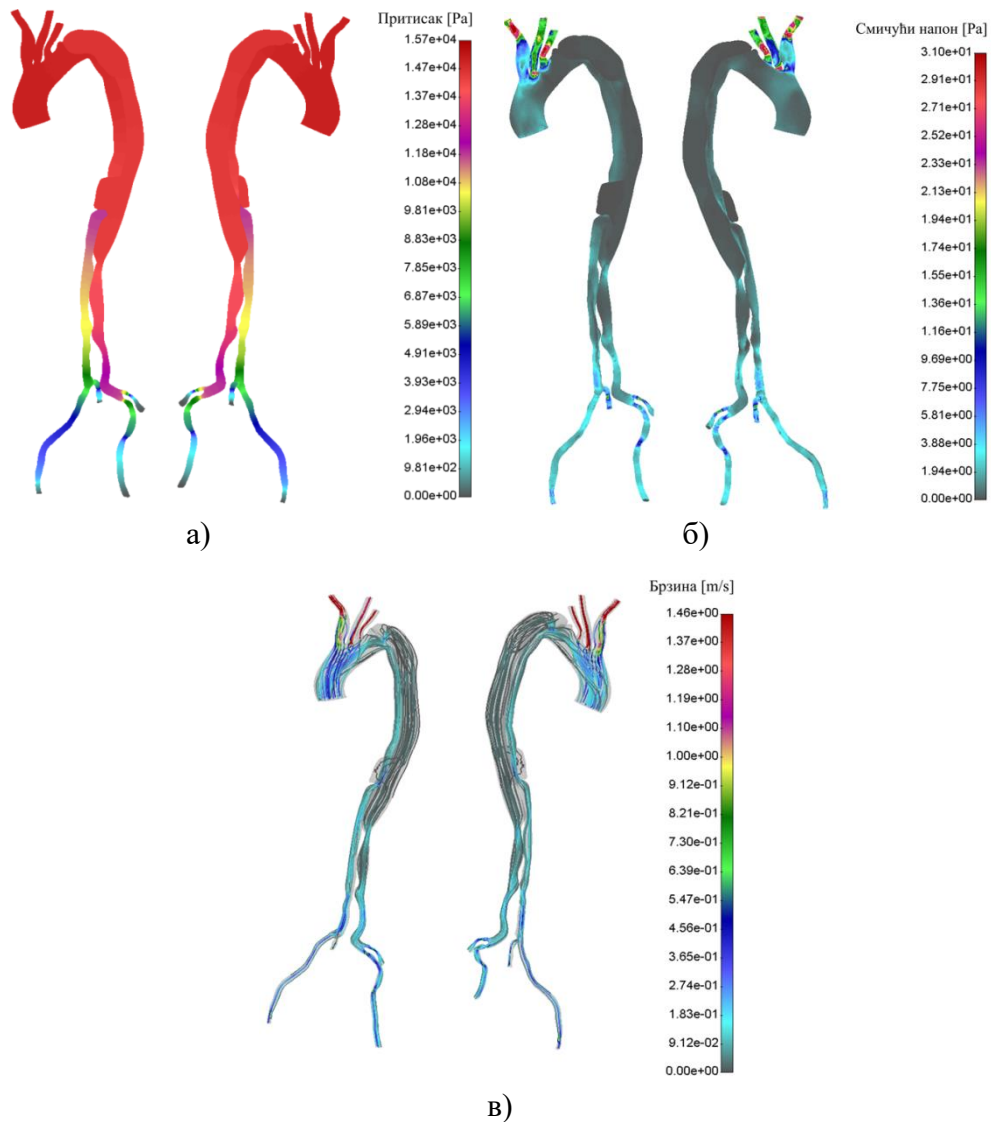 Притисак [Pa]
1.57e+04
1.47e+04
1.37e+04
1.28e+04
1.18e+04
1.08e+04
9.81e+03
8.83e+03
7.85e+03
6.87e+03
5.89e+03
4.91e+03
3.93e+03
2.94e+03
1.96e+03
9.81e+02
0.00e+00
а)
Смичући напон [Pa]
3.10e+01
2.91e+01
2.71e+01
2.52e+01
2.33e+01
2.13e+01
1.94e+01
1.74e+01
1.55e+01
1.36e+01
1.16e+01
9.69e+00
7.75e+00
5.81e+00
3.88e+00
1.94e+00
0.00e+00
б)
Брзина [m/s]
1.46e+00
1.37e+00
1.28e+00
1.19e+00
1.10e+00
1.00e+00
9.12e-01
8.21e-01
7.30e-01
6.39e-01
5.47e-01
4.56e-01
3.65e-01
2.74e-01
1.83e-01
9.12e-02
0.00e+00
в)